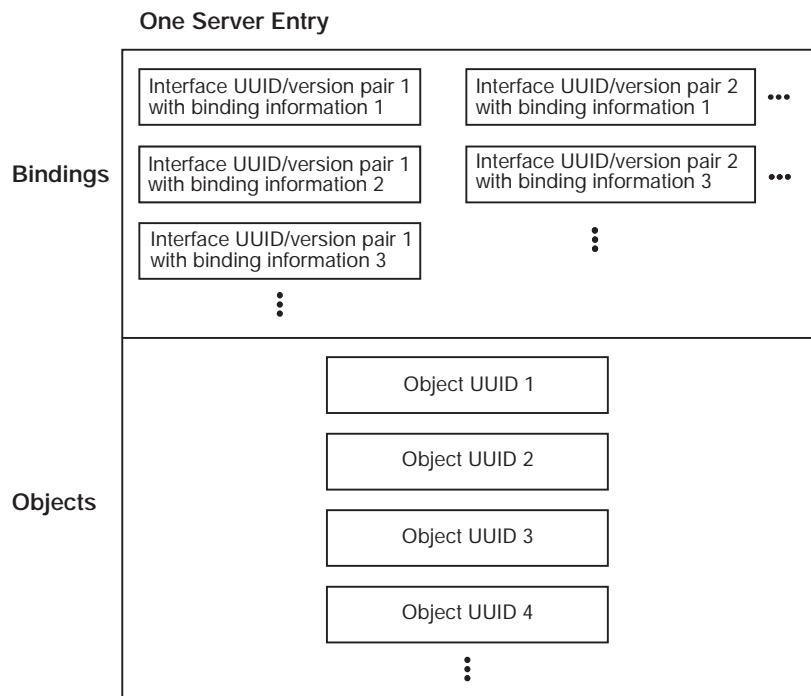 One Server Entry
Bindings
Interface UUID/version pair 1
with binding information 1
Interface UUID/version pair 2
with binding information 1
Interface UUID/version pair 1
with binding information 2
Interface UUID/version pair 2
with binding information 3
Interface UUID/version pair 1
with binding information 3
Objects
Object UUID 1
Object UUID 2
Object UUID 3
Object UUID 4